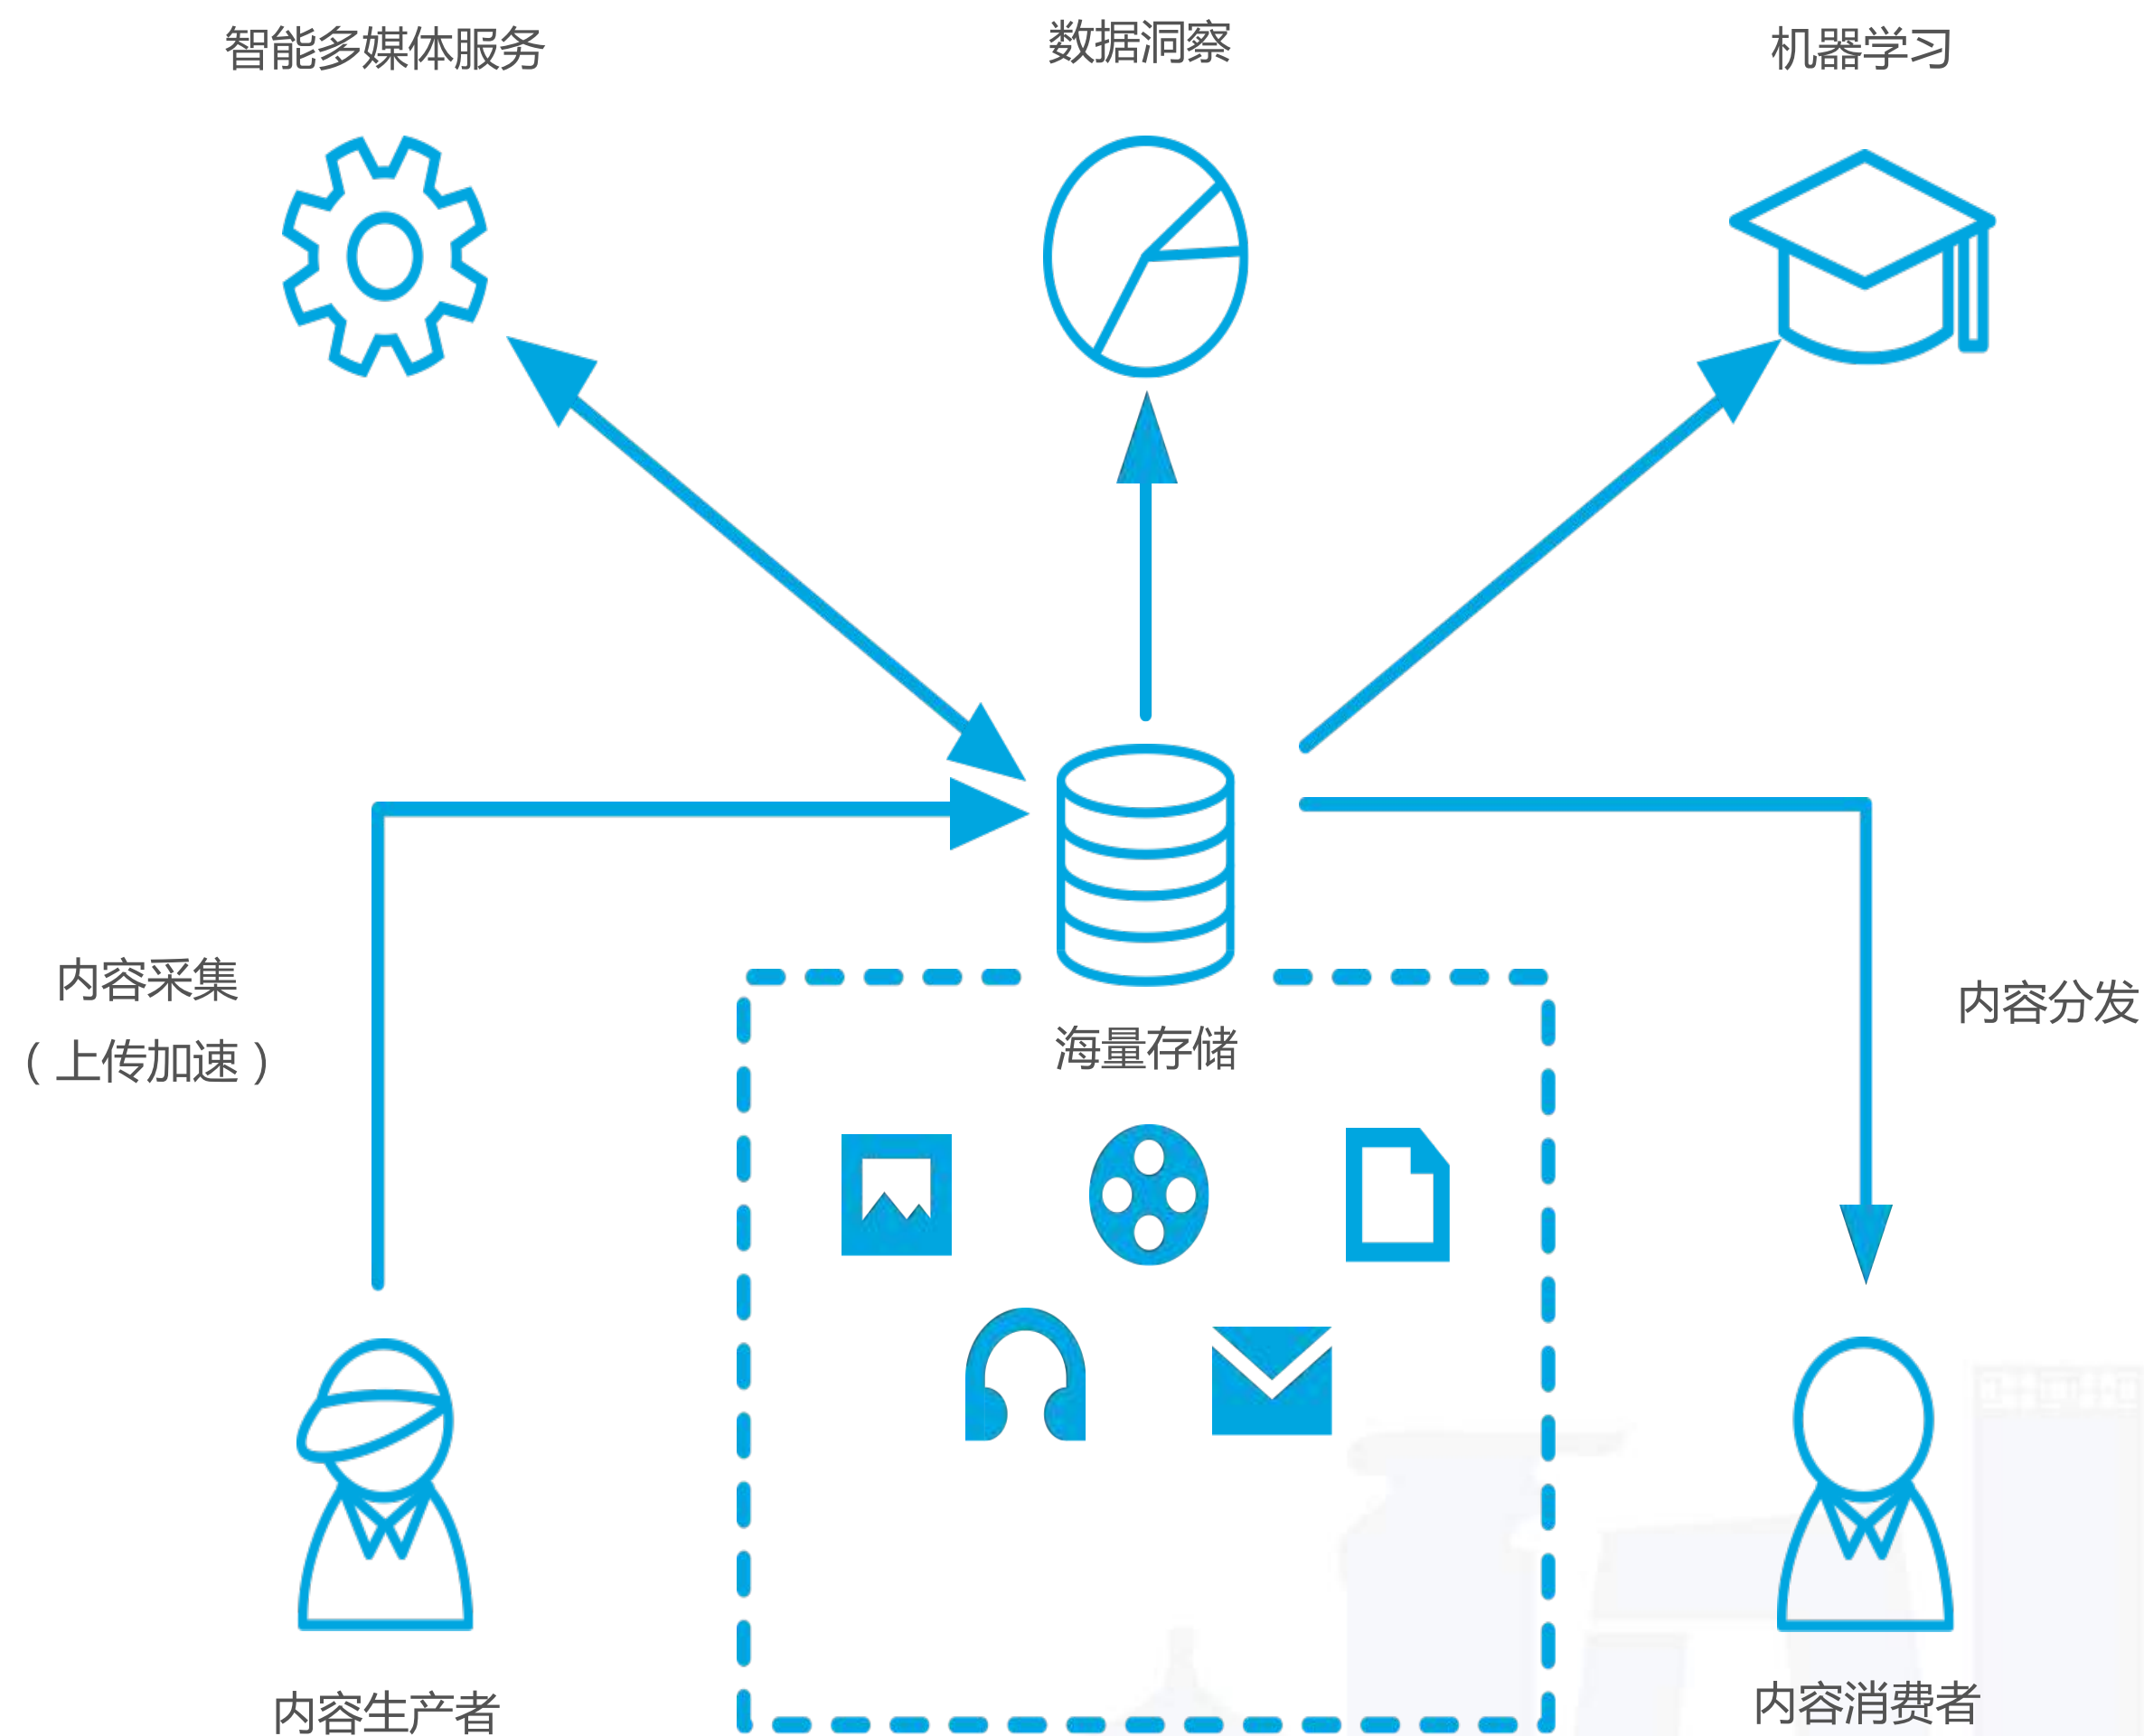 智能多媒体服务
数据洞察
机器学习
内容采集
（上传加速）
内容分发
海量存储
内容生产者
内容消费者